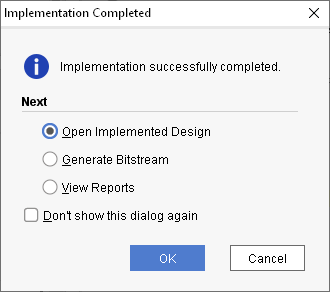 Implementation Completed
Implementation successfully completed.
Next
Open Implemented Design
Generate Bitstream
View Reports
Don't show this dialog again
OK
Cancel